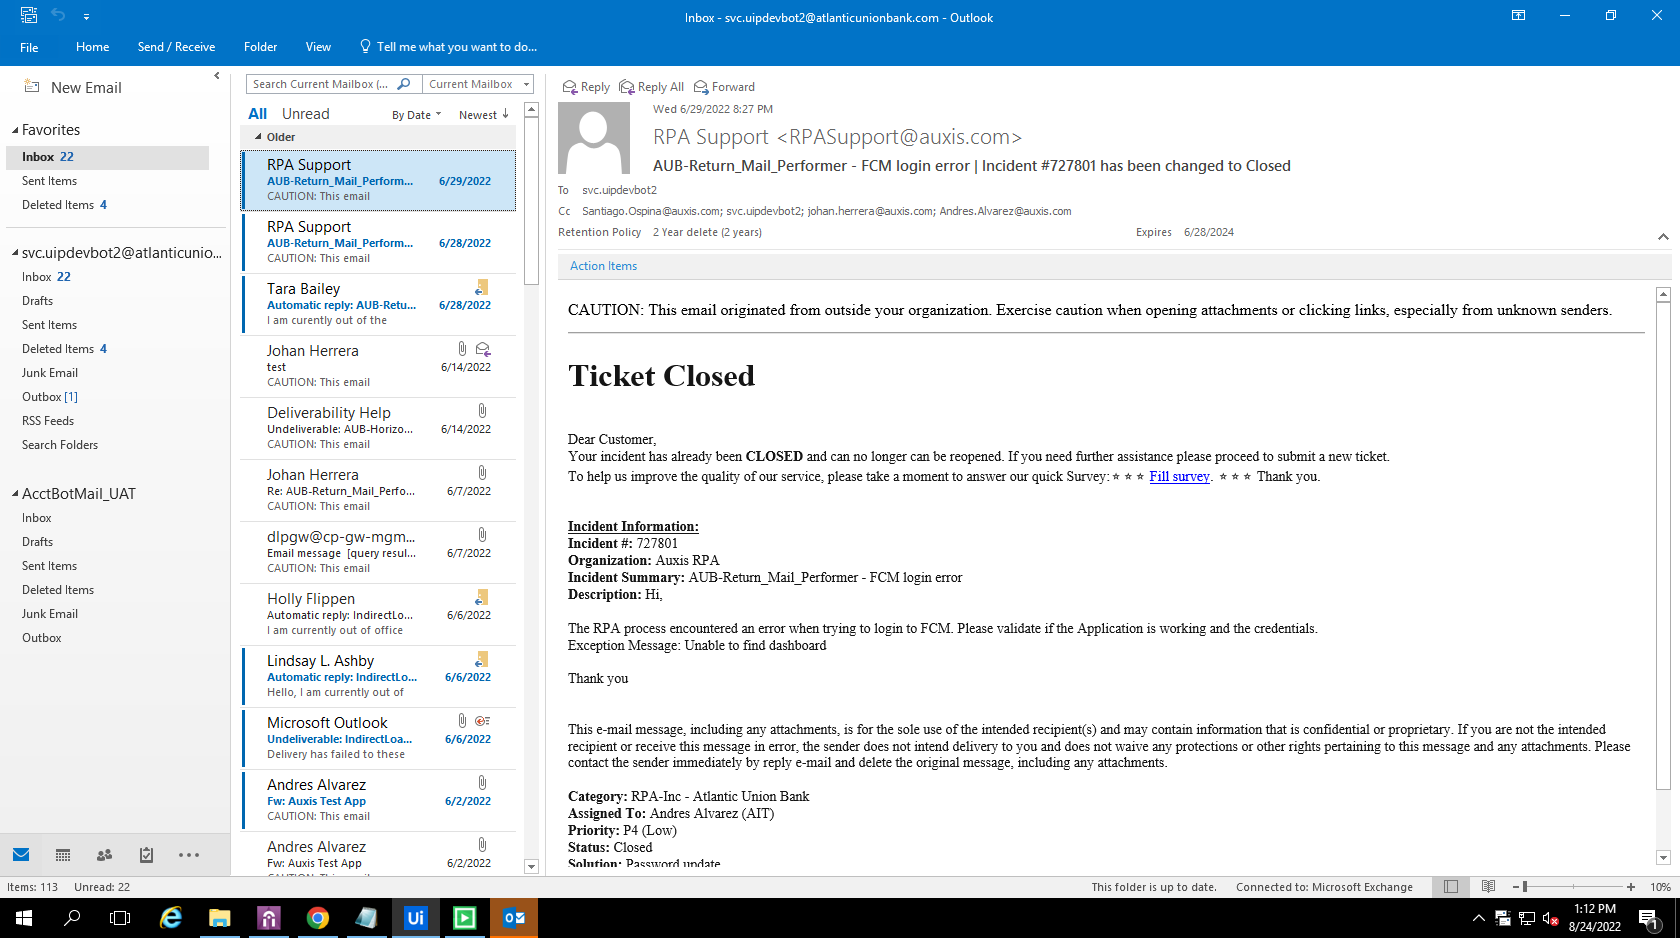 Inbox - svc.uipdevbot2@atlanticunionbank.com - Outlook
File Home Send / Receive Folder View Tell me what you want to do...
New Email
Favorites
Inbox 22
Sent Items
Deleted Items 4
svc.uipdevbot2@atlanticunio...
Inbox 22
Drafts
Sent Items
Deleted Items 4
Junk Email
Outbox [1]
RSS Feeds
Search Folders
AcctBotMail_UAT
Inbox
Drafts
Sent Items
Deleted Items
Junk Email
Outbox
Search Current Mailbox (... Current Mailbox
All Unread By Date Newest
Older
RPA Support
AUB-Return_Mail_Perform... 6/29/2022
CAUTION: This email
RPA Support
AUB-Return_Mail_Perform... 6/28/2022
CAUTION: This email
Tara Bailey
Automatic reply: AUB-Retu... 6/28/2022
I am curently out of the
Johan Herrera
test 6/14/2022
CAUTION: This email
Deliverability Help
Undeliverable: AUB-Horizo... 6/14/2022
CAUTION: This email
Johan Herrera
Re: AUB-Return_Mail_Perfo... 6/7/2022
CAUTION: This email
dlpgw@cp-gw-mgm...
Email message [query resul... 6/7/2022
CAUTION: This email
Holly Flippen
Automatic reply: IndirectLo... 6/6/2022
I am currently out of office
Lindsay L. Ashby
Automatic reply: IndirectLo... 6/6/2022
Hello, I am currently out of
Microsoft Outlook
Undeliverable: IndirectLoa... 6/6/2022
Delivery has failed to these
Andres Alvarez
Fw: Auxis Test App 6/2/2022
CAUTION: This email
Andres Alvarez
Fw: Auxis Test App 6/2/2022
CAUTION: This email
Reply Reply All Forward
Wed 6/29/2022 8:27 PM
RPA Support <RPASupport@auxis.com>
AUB-Return_Mail_Performer - FCM login error | Incident #727801 has been changed to Closed
To svc.uipdevbot2
Cc Santiago.Ospina@auxis.com; svc.uipdevbot2; johan.herrera@auxis.com; Andres.Alvarez@auxis.com
Retention Policy 2 Year delete (2 years) Expires 6/28/2024
Action Items
CAUTION: This email originated from outside your organization. Exercise caution when opening attachments or clicking links, especially from unknown senders.
Ticket Closed
Dear Customer,
Your incident has already been CLOSED and can no longer can be reopened. If you need further assistance please proceed to submit a new ticket.
To help us improve the quality of our service, please take a moment to answer our quick Survey: ⭐ ⭐ ⭐ Fill survey. ⭐ ⭐ ⭐ Thank you.
Incident Information:
Incident #: 727801
Organization: Auxis RPA
Incident Summary: AUB-Return_Mail_Performer - FCM login error
Description: Hi,
The RPA process encountered an error when trying to login to FCM. Please validate if the Application is working and the credentials.
Exception Message: Unable to find dashboard
Thank you
This e-mail message, including any attachments, is for the sole use of the intended recipient(s) and may contain information that is confidential or proprietary. If you are not the intended
recipient or receive this message in error, the sender does not intend delivery to you and does not waive any protections or other rights pertaining to this message and any attachments. Please
contact the sender immediately by reply e-mail and delete the original message, including any attachments.
Category: RPA-Inc - Atlantic Union Bank
Assigned To: Andres Alvarez (AIT)
Priority: P4 (Low)
Status: Closed
Solution: Password update
Items: 113 Unread: 22 This folder is up to date. Connected to: Microsoft Exchange 10%
1:12 PM
8/24/2022
1